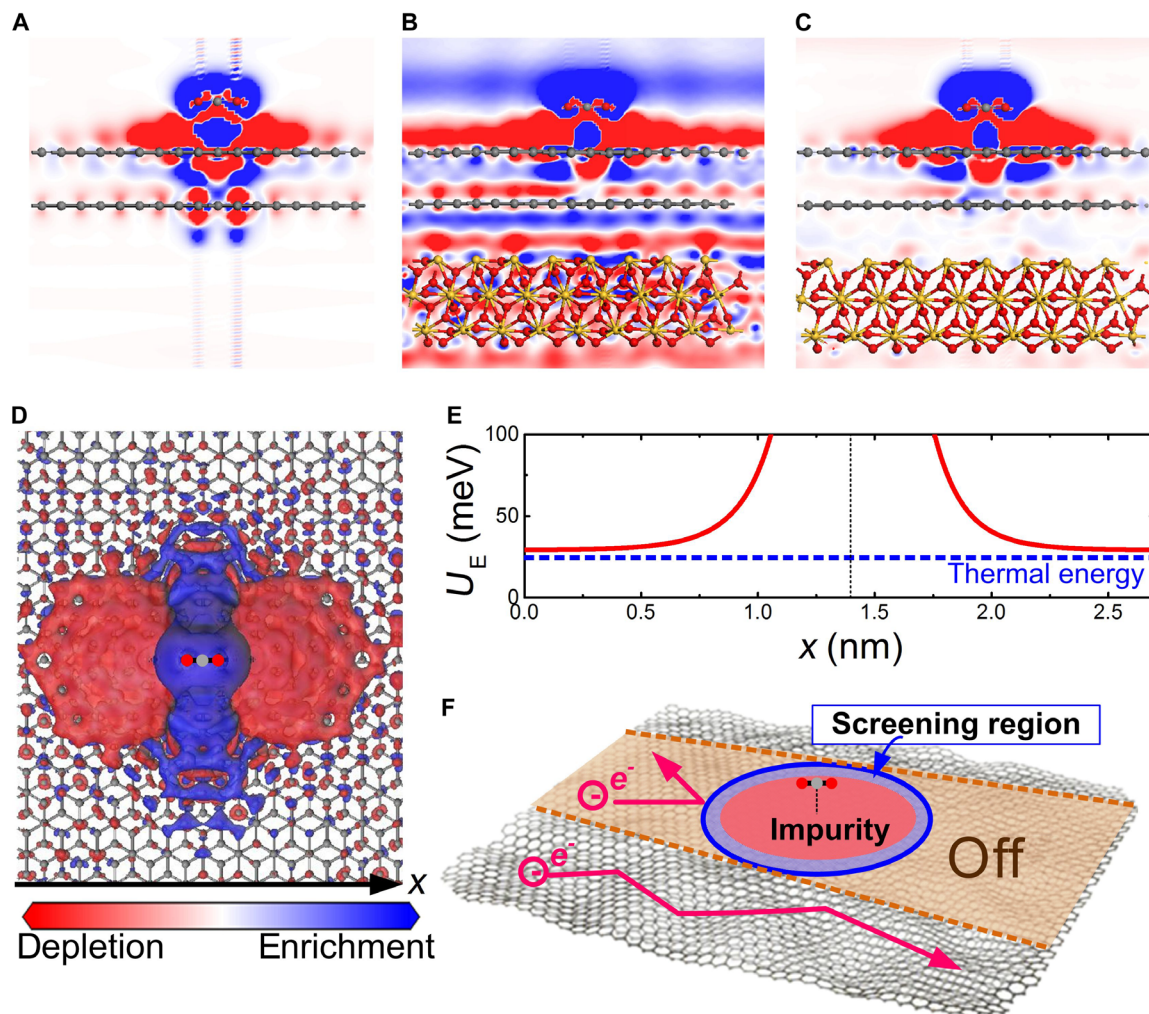 A
B
C
D
x
Depletion
Enrichment
E
U_E (meV)
100
50
0
Thermal energy
0.0 0.5 1.0 1.5 2.0 2.5
x (nm)
F
Screening region
- e-
Impurity
Off
- e-